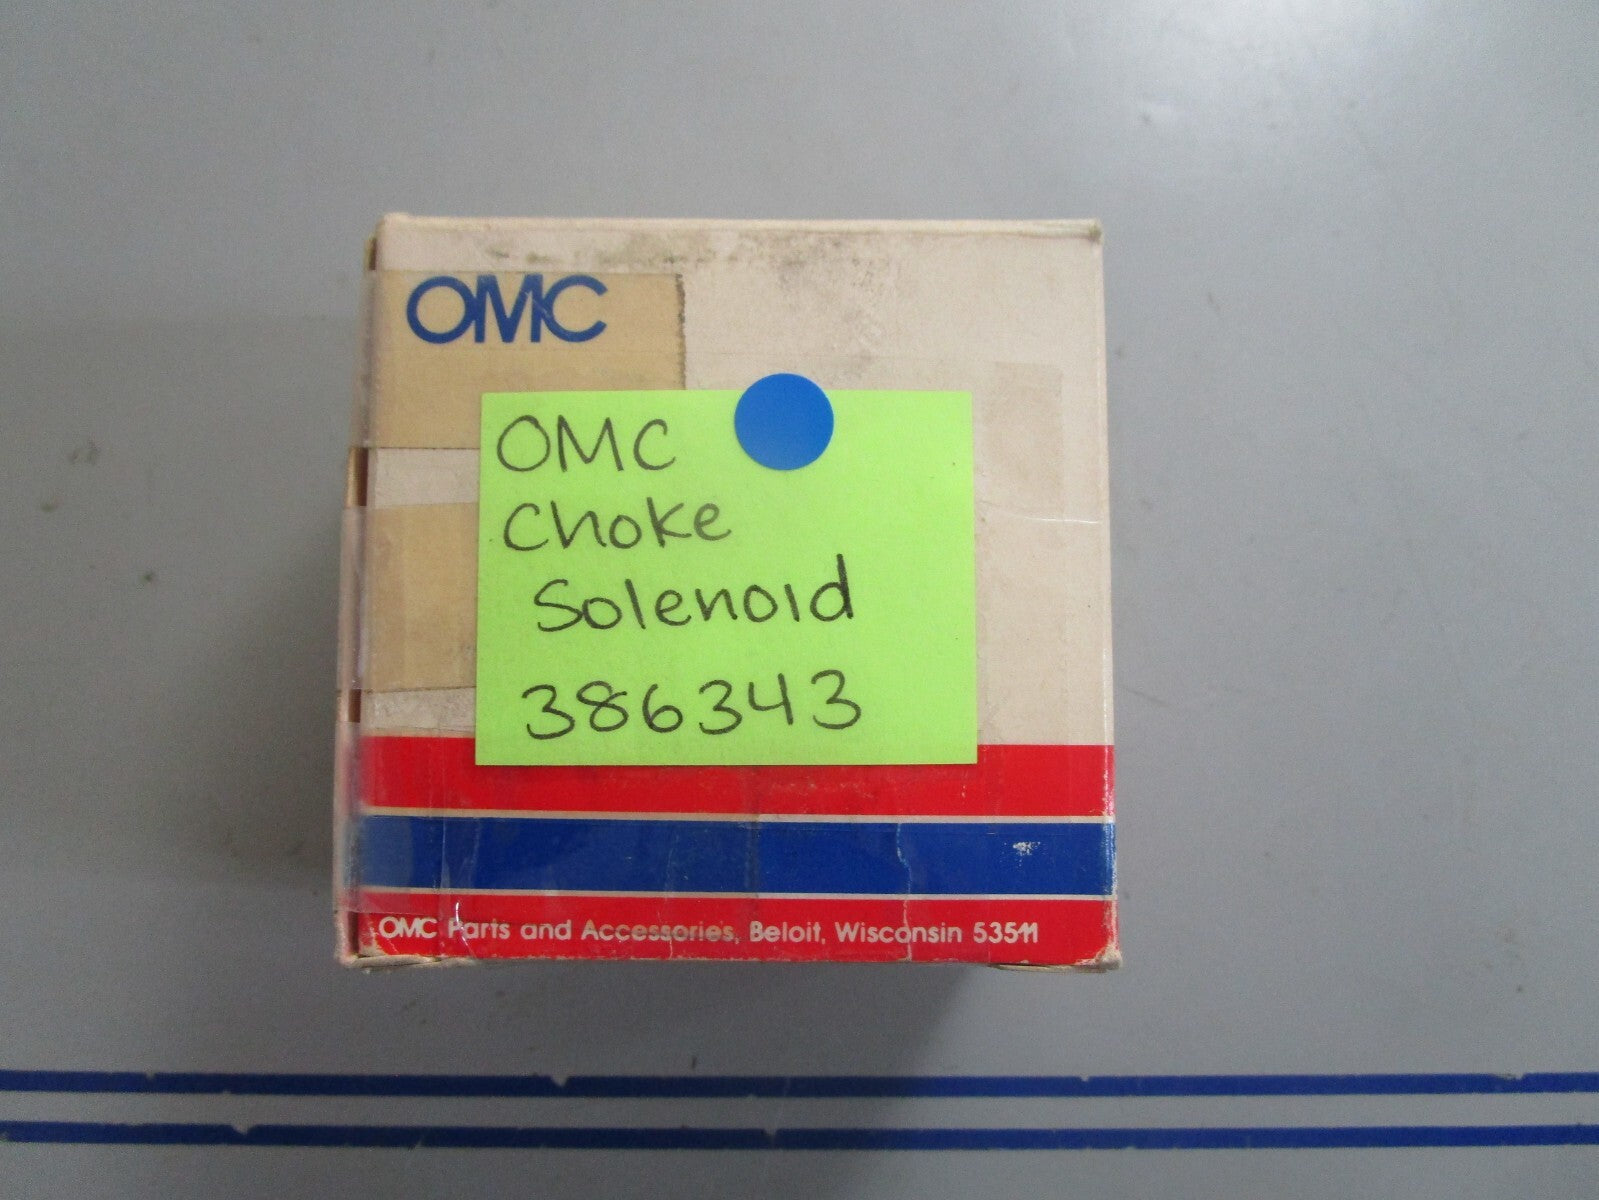 OMC
OMC
Choke
Solenoid
386343
OMC Parts and Accessories, Beloit, Wisconsin 53511